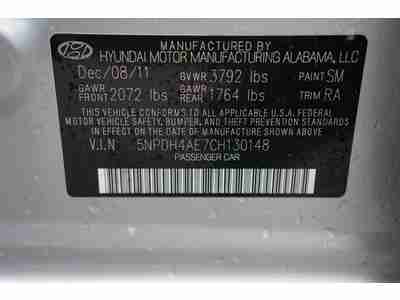 MANUFACTURED BY
HYUNDAI MOTOR MANUFACTURING ALABAMA, LLC
Dec/08/11 GVWR 3792 lbs PAINT SM
GAWR FRONT 2072 lbs GAWR REAR 1764 lbs TRIM RA
THIS VEHICLE CONFORMS TO ALL APPLICABLE
U.S. FEDERAL MOTOR VEHICLE SAFETY, BUMPER, AND
THEFT PREVENTION STANDARDS IN EFFECT ON THE
DATE OF MANUFACTURE SHOWN ABOVE.
V.I.N 5NPDH4AE7CH130148
PASSENGER CAR